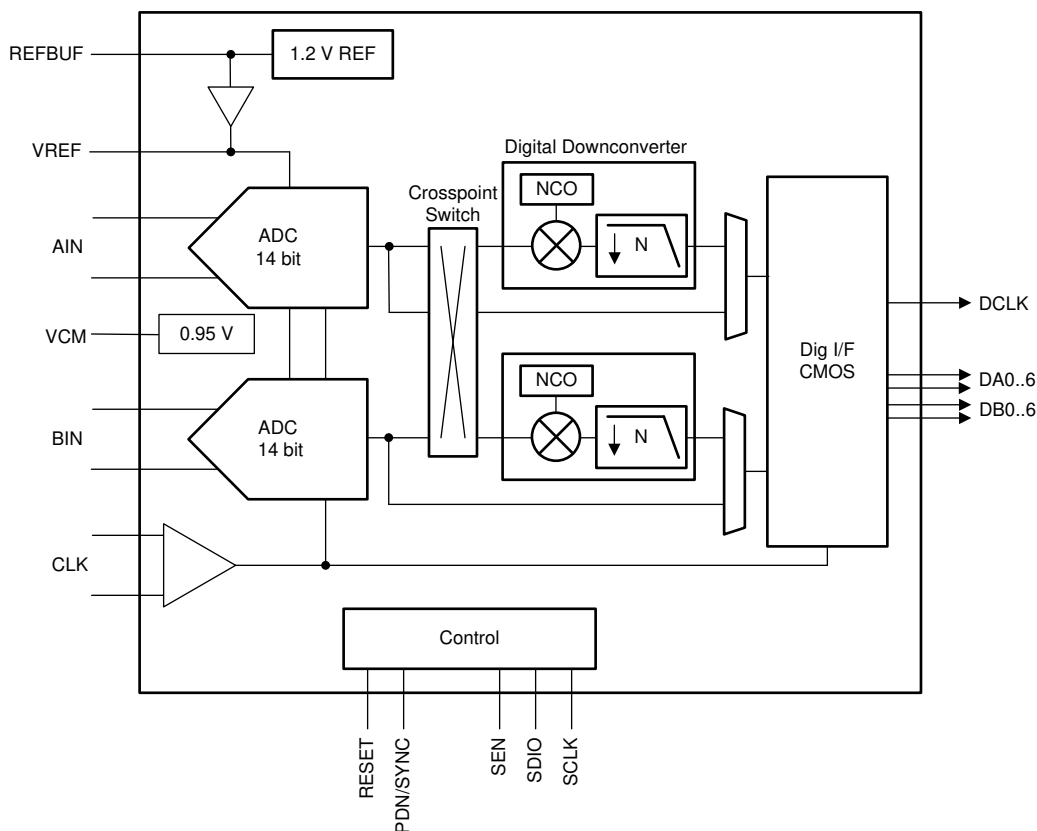 REFBUF
1.2 V REF
VREF
Digital Downconverter
NCO
Crosspoint
Switch
N
ADC
14 bit
AIN
VCM
0.95 V
DCLK
Dig I/F
CMOS
DA0..6
DB0..6
NCO
N
ADC
14 bit
BIN
CLK
Control
RESET
PDN/SYNC
SEN
SDIO
SCLK